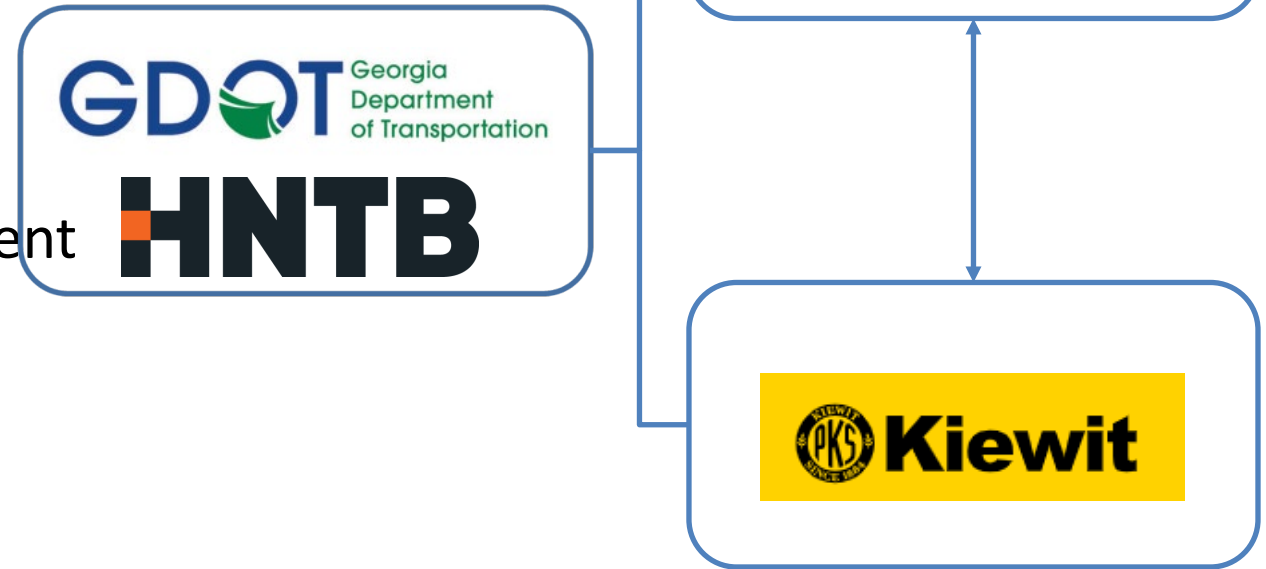 GDOT Georgia
Department
of Transportation
HNTB
ent
KIEWIT
PKS
SINCE 1884
Kiewit